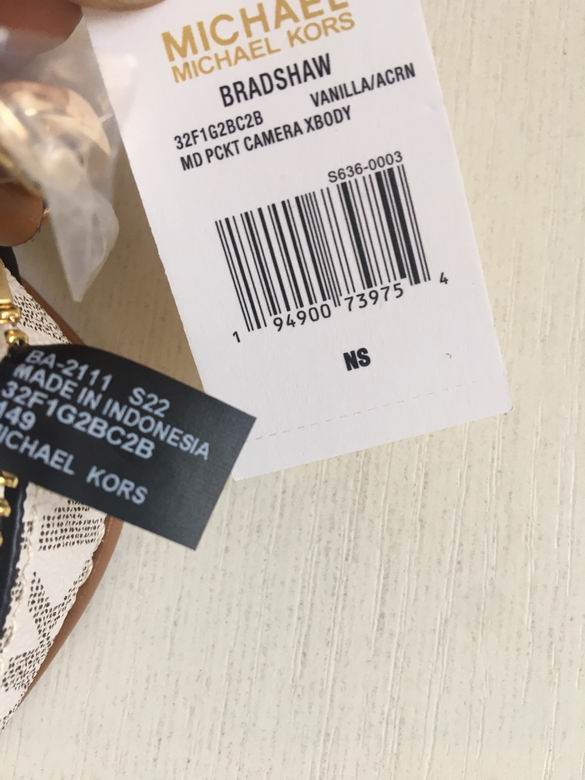 MICHAEL
MICHAEL KORS
BRADSHAW
32F1G2BC2B VANILLA/ACRN
MD PCKT CAMERA XBODY
S636-0003
1 94900 73975 4
NS
BA-2111 S22
MADE IN INDONESIA
32F1G2BC2B
149
MICHAEL KORS